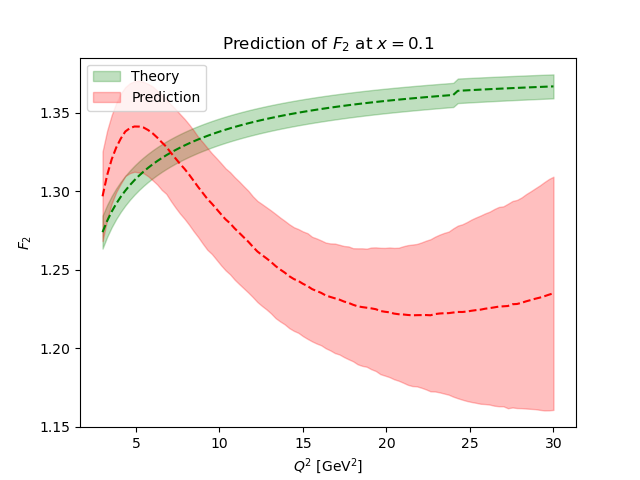 Prediction of F₂ at x = 0.1
Theory
Prediction
1.35
1.30
1.25
1.20
1.15
F₂
5
10
15
20
25
30
Q² [GeV²]